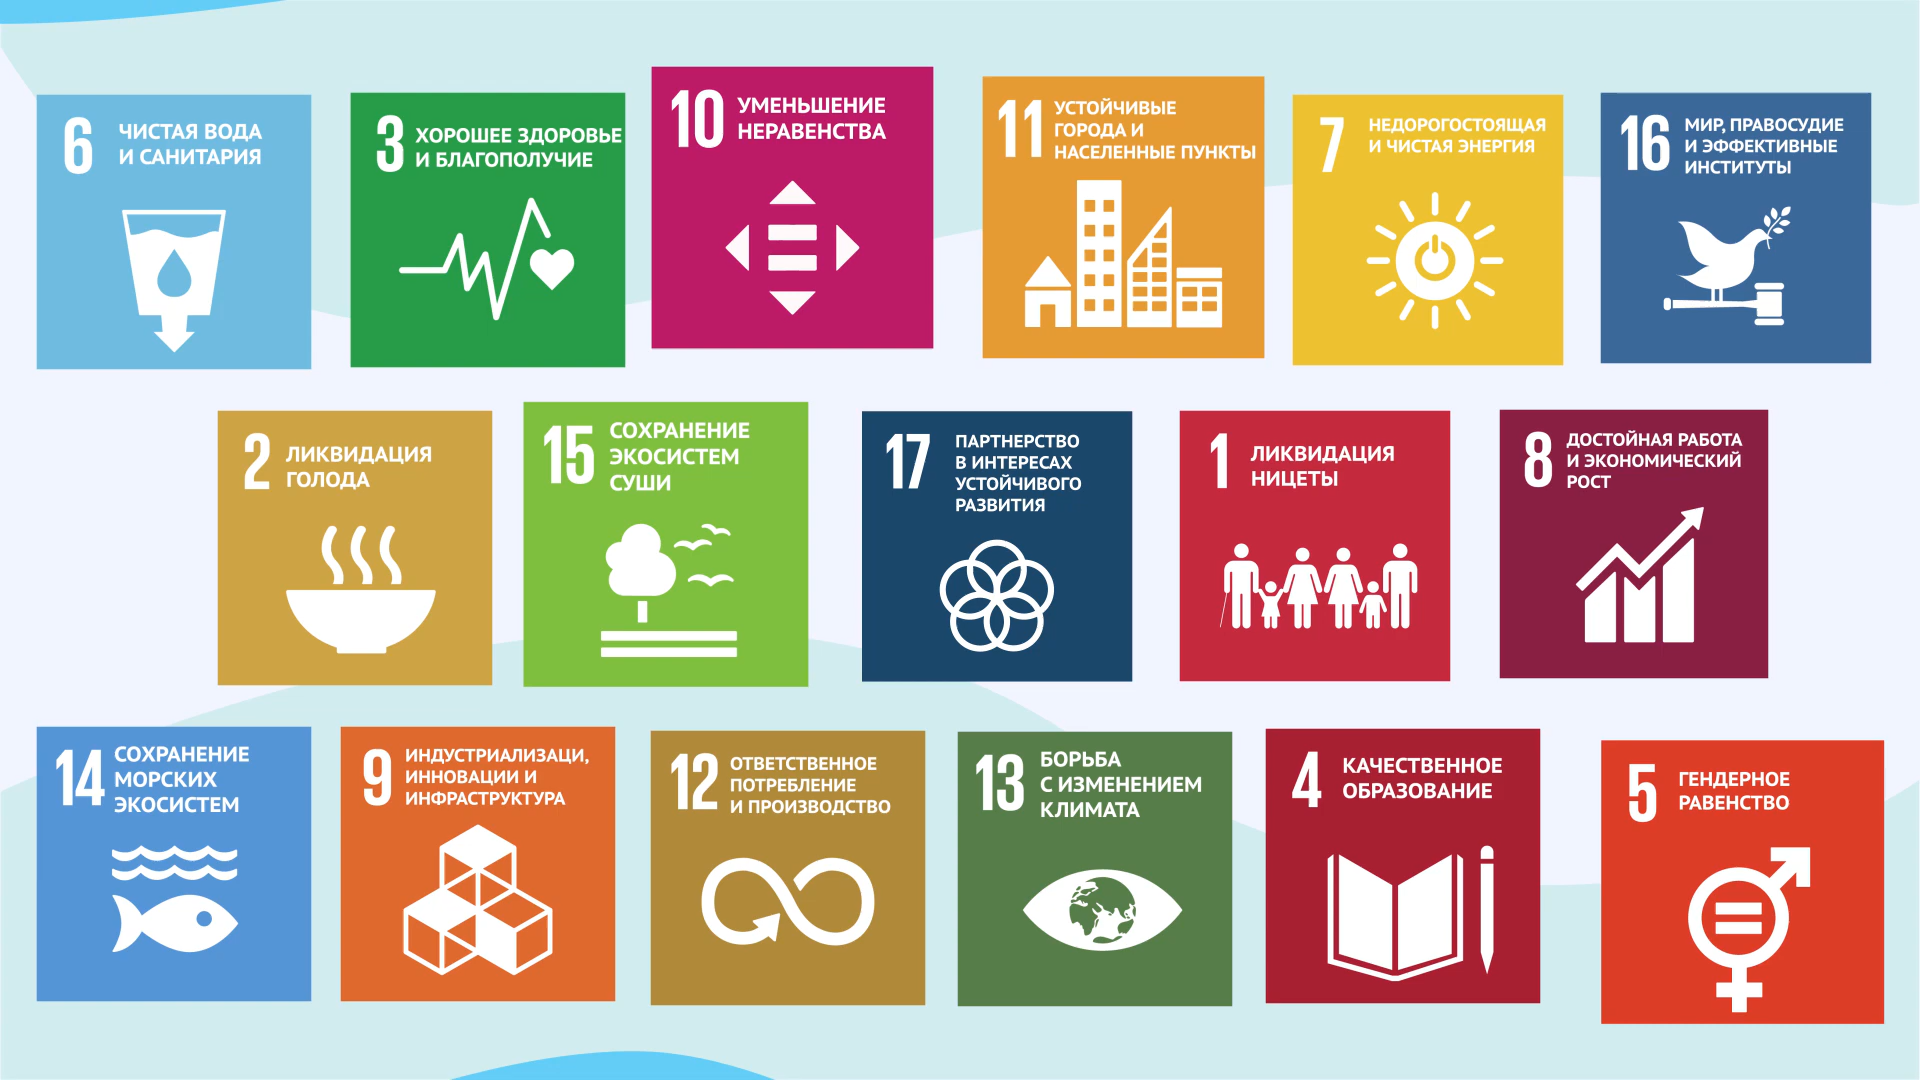 6
ЧИСТАЯ ВОДА
И САНИТАРИЯ
3
ХОРОШЕЕ ЗДОРОВЬЕ
И БЛАГОПОЛУЧИЕ
10
УМЕНЬШЕНИЕ
НЕРАВЕНСТВА
11
УСТОЙЧИВЫЕ
ГОРОДА И
НАСЕЛЕННЫЕ ПУНКТЫ
7
НЕДОРОГОСТОЯЩАЯ
И ЧИСТАЯ ЭНЕРГИЯ
16
МИР, ПРАВОСУДИЕ
И ЭФФЕКТИВНЫЕ
ИНСТИТУТЫ
2
ЛИКВИДАЦИЯ
ГОЛОДА
15
СОХРАНЕНИЕ
ЭКОСИСТЕМ
СУШИ
17
ПАРТНЕРСТВО
В ИНТЕРЕСАХ
УСТОЙЧИВОГО
РАЗВИТИЯ
1
ЛИКВИДАЦИЯ
НИЦЕТЫ
8
ДОСТОЙНАЯ РАБОТА
И ЭКОНОМИЧЕСКИЙ
РОСТ
14
СОХРАНЕНИЕ
МОРСКИХ
ЭКОСИСТЕМ
9
ИНДУСТРИАЛИЗАЦИ,
ИННОВАЦИИ И
ИНФРАСТРУКТУРА
12
ОТВЕТСТВЕННОЕ
ПОТРЕБЛЕНИЕ
И ПРОИЗВОДСТВО
13
БОРЬБА
С ИЗМЕНЕНИЕМ
КЛИМАТА
4
КАЧЕСТВЕННОЕ
ОБРАЗОВАНИЕ
5
ГЕНДЕРНОЕ
РАВЕНСТВО